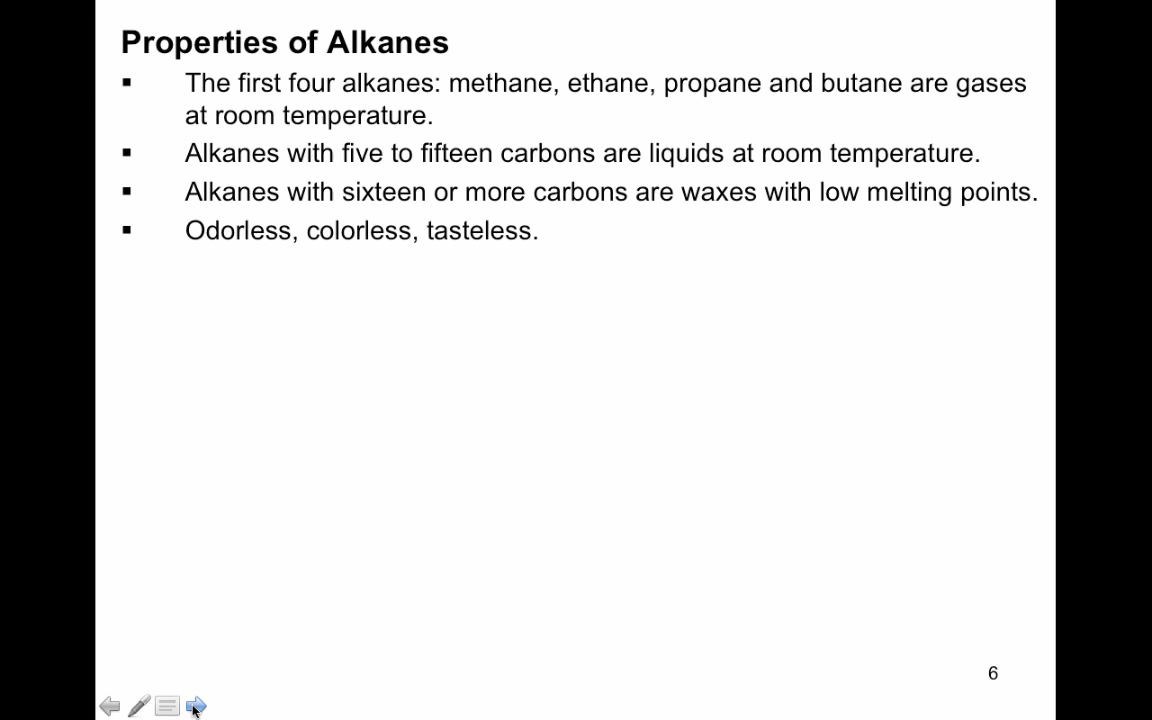 Properties of Alkanes
▪ The first four alkanes: methane, ethane, propane and butane are gases
at room temperature.
▪ Alkanes with five to fifteen carbons are liquids at room temperature.
▪ Alkanes with sixteen or more carbons are waxes with low melting points.
▪ Odorless, colorless, tasteless.
6